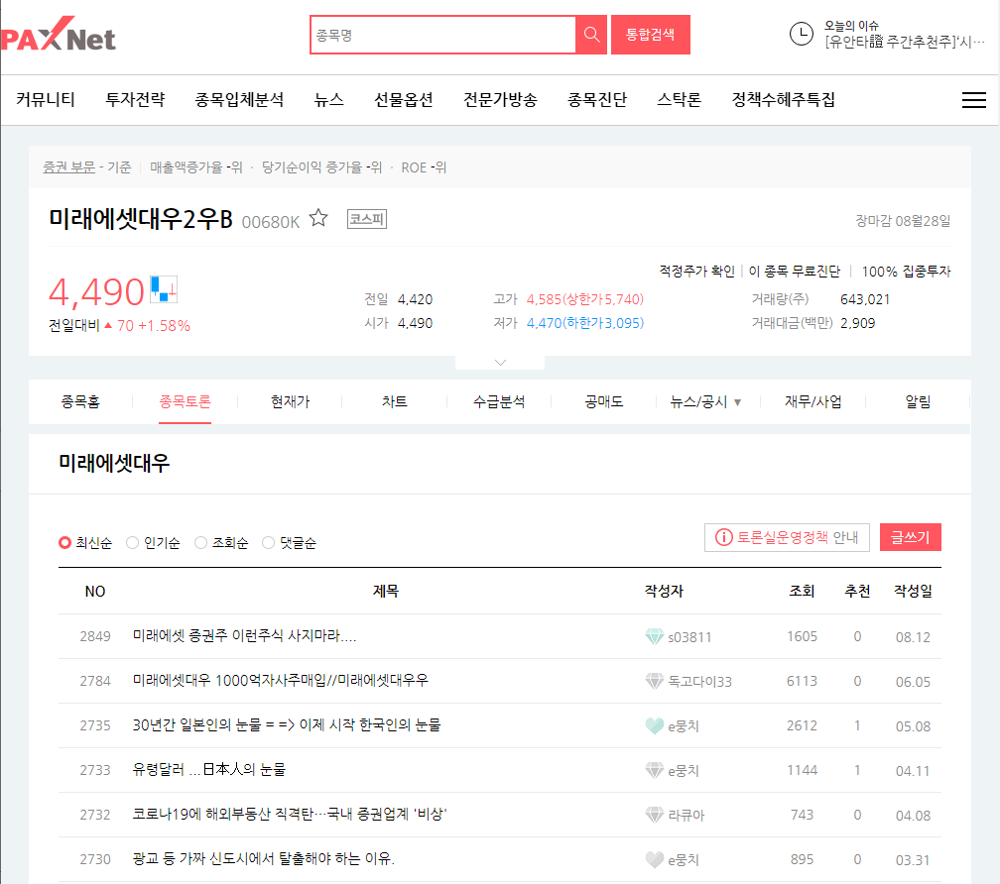 PAXNet
종목명
통합검색
오늘의 이슈
[유안타證 주간추천주]‘시…
커뮤니티 투자전략 종목입체분석 뉴스 선물옵션 전문가방송 종목진단 스탁론 정책수혜주특집
증권 부문 - 기준 매출액증가율 -위 · 당기순이익 증가율 -위 · ROE -위
미래에셋대우2우B 00680K 코스피 장마감 08월28일
적정주가 확인 이 종목 무료진단 100% 집중투자
4,490
전일 4,420 고가 4,585(상한가5,740) 거래량(주) 643,021
전일대비 ▲ 70 +1.58% 시가 4,490 저가 4,470(하한가3,095) 거래대금(백만) 2,909
종목홈 종목토론 현재가 차트 수급분석 공매도 뉴스/공시 ▼ 재무/사업 알림
미래에셋대우
최신순 인기순 조회순 댓글순 토론실운영정책 안내 글쓰기
NO 제목 작성자 조회 추천 작성일
2849 미래에셋 증권주 이런주식 사지마라.... s03811 1605 0 08.12
2784 미래에셋대우 1000억자사주매입//미래에셋대우우 독고다이33 6113 0 06.05
2735 30년간 일본인의 눈물 = => 이제 시작 한국인의 눈물 e뭉치 2612 1 05.08
2733 유령달러 ...日本人의 눈물 e뭉치 1144 1 04.11
2732 코로나19에 해외부동산 직격탄…국내 증권업계 '비상' 라큐아 743 0 04.08
2730 광교 등 가짜 신도시에서 탈출해야 하는 이유. e뭉치 895 0 03.31